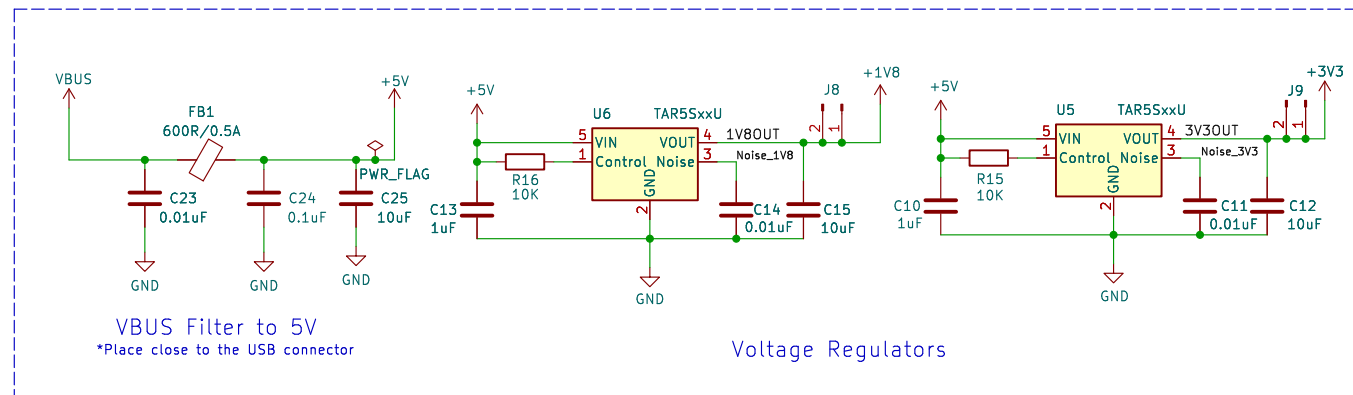 VBUS
FB1
600R/0.5A
+5V
PWR_FLAG
C23
0.01uF
C24
0.1uF
C25
10uF
GND
GND
GND
VBUS Filter to 5V
*Place close to the USB connector
+5V
U6
TAR5SxxU
5
VIN
VOUT
4
1
Control
Noise
3
GND
2
R16
10K
C13
1uF
1V8OUT
Noise_1V8
J8
2
1
+1V8
C14
0.01uF
C15
10uF
GND
+5V
U5
TAR5SxxU
5
VIN
VOUT
4
1
Control
Noise
3
GND
2
R15
10K
C10
1uF
3V3OUT
Noise_3V3
J9
2
1
+3V3
C11
0.01uF
C12
10uF
GND
Voltage Regulators